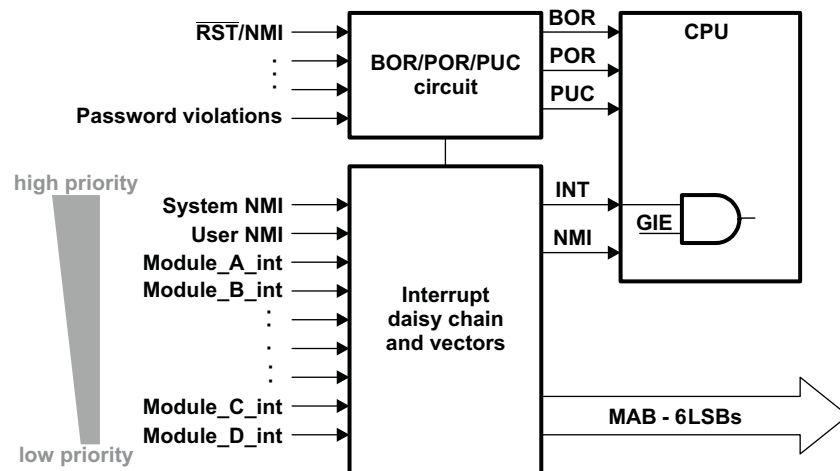 RST/NMI
BOR/POR/PUC
circuit
Password violations
BOR
POR
PUC
CPU
high priority
System NMI
User NMI
Module_A_int
Module_B_int
Module_C_int
Module_D_int
low priority
Interrupt
daisy chain
and vectors
INT
NMI
GIE
MAB - 6LSBs